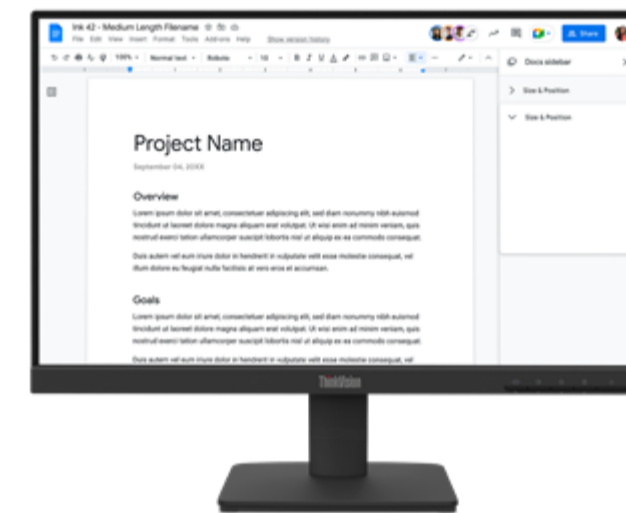 Ink 42 - Medium Length Filename
File Edit View Insert Format Tools Add-ons Help Show version history
Share
100% Normal text Roboto 10 B I U A
Docs sidebar
Size & Position
Size & Position
Project Name
September 04, 20XX
Overview
Lorem ipsum dolor sit amet, consectetuer adipiscing elit, sed diam nonummy nibh euismod
tincidunt ut laoreet dolore magna aliquam erat volutpat. Ut wisi enim ad minim veniam, quis
nostrud exerci tation ullamcorper suscipit lobortis nisl ut aliquip ex ea commodo consequat.
Duis autem vel eum iriure dolor in hendrerit in vulputate velit esse molestie consequat, vel
illum dolore eu feugiat nulla facilisis at vero eros et accumsan.
Goals
Lorem ipsum dolor sit amet, consectetuer adipiscing elit, sed diam nonummy nibh euismod
tincidunt ut laoreet dolore magna aliquam erat volutpat. Ut wisi enim ad minim veniam, quis
nostrud exerci tation ullamcorper suscipit lobortis nisl ut aliquip ex ea commodo consequat.
Duis autem vel eum iriure dolor in hendrerit in vulputate velit esse molestie consequat, vel
ThinkVision